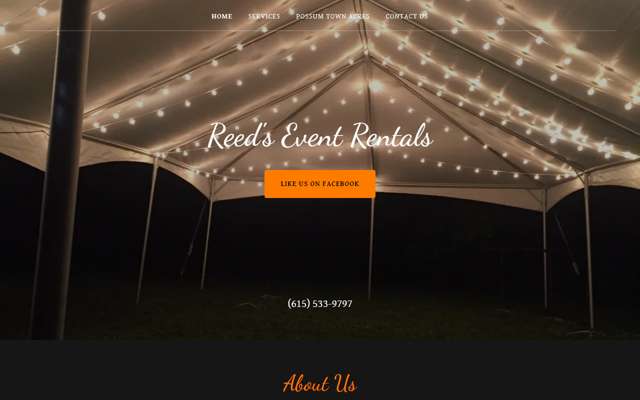 HOME SERVICES POSSUM TOWN ACRES CONTACT US
Reed's Event Rentals
LIKE US ON FACEBOOK
(615) 533-9797
About Us